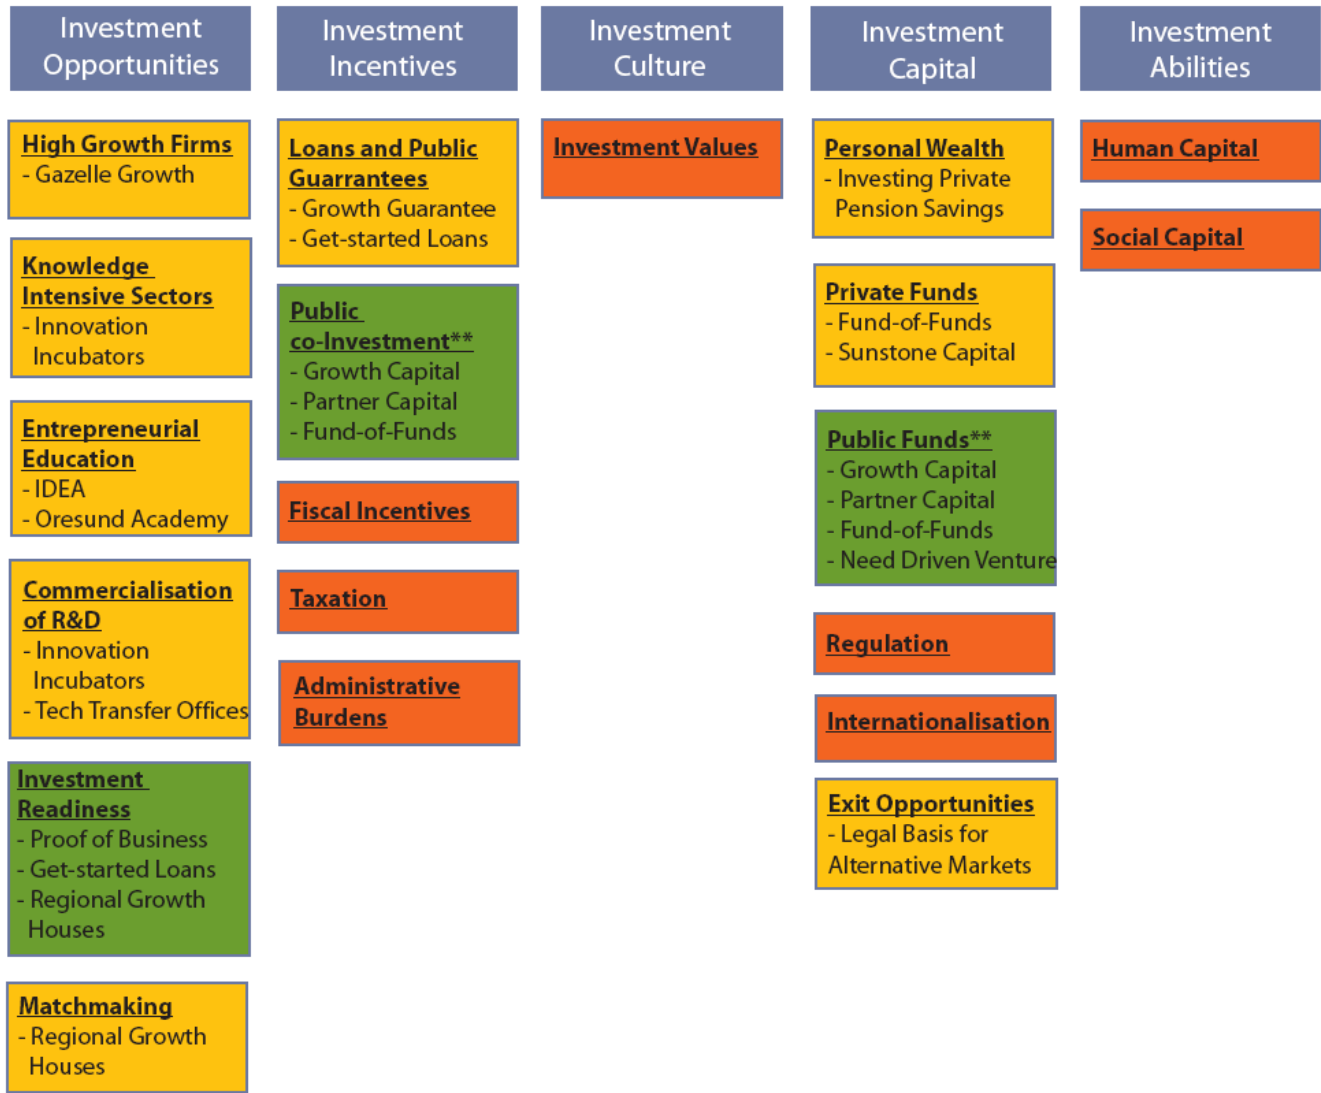 Investment
Opportunities
High Growth Firms
- Gazelle Growth
Knowledge
Intensive Sectors
- Innovation
Incubators
Entrepreneurial
Education
- IDEA
- Oresund Academy
Commercialisation
of R&D
- Innovation
Incubators
- Tech Transfer Offices
Investment
Readiness
- Proof of Business
- Get-started Loans
- Regional Growth
Houses
Matchmaking
- Regional Growth
Houses
Investment
Incentives
Loans and Public
Guarrantees
- Growth Guarantee
- Get-started Loans
Public
co-Investment**
- Growth Capital
- Partner Capital
- Fund-of-Funds
Fiscal Incentives
Taxation
Administrative
Burdens
Investment
Culture
Investment Values
Investment
Capital
Personal Wealth
- Investing Private
Pension Savings
Private Funds
- Fund-of-Funds
- Sunstone Capital
Public Funds**
- Growth Capital
- Partner Capital
- Fund-of-Funds
- Need Driven Venture
Regulation
Internationalisation
Exit Opportunities
- Legal Basis for
Alternative Markets
Investment
Abilities
Human Capital
Social Capital